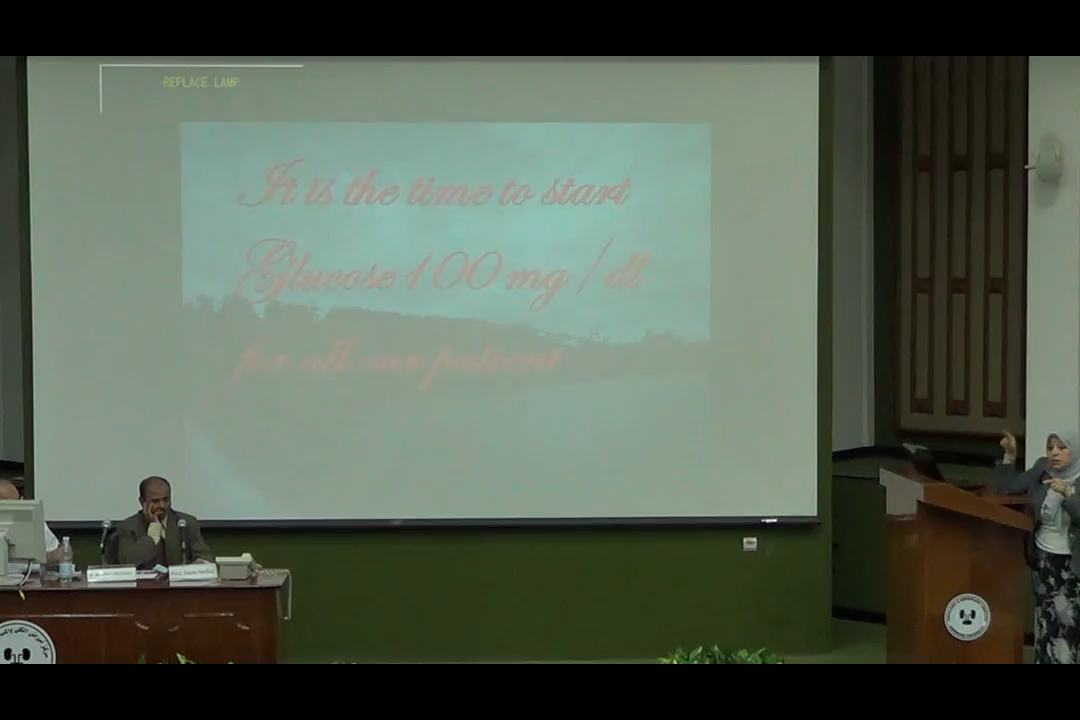 REPLACE LAMP
It is the time to start
Glucose 100 mg/dl
for all our patient